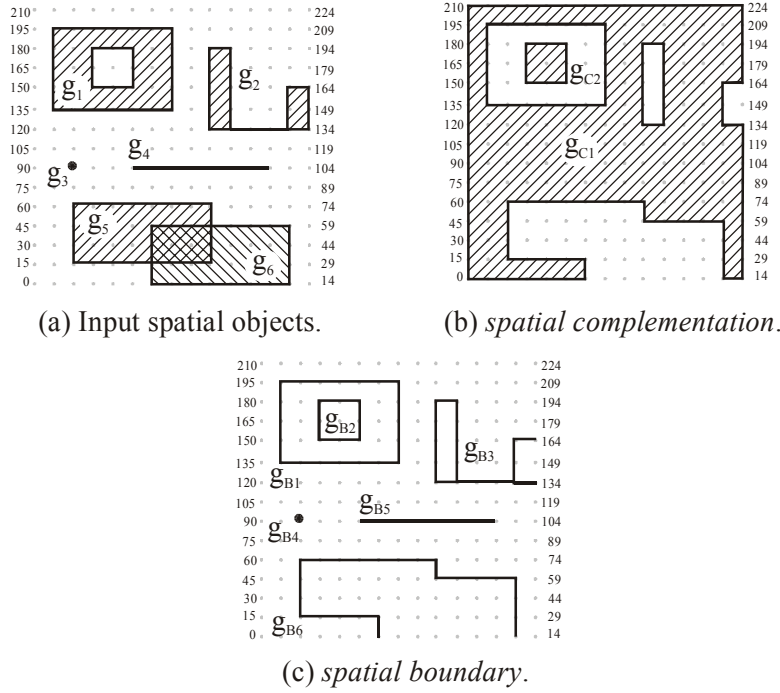 210 224
195 209
180 194
165 179
150 164
135 149
120 134
105 119
90 104
75 89
60 74
45 59
30 44
15 29
0 14
g1
g2
g3
g4
g5
g6
(a) Input spatial objects.
210 224
195 209
180 194
165 179
150 164
135 149
120 134
105 119
90 104
75 89
60 74
45 59
30 44
15 29
0 14
gC2
gC1
(b) spatial complementation.
210 224
195 209
180 194
165 179
150 164
135 149
120 134
105 119
90 104
75 89
60 74
45 59
30 44
15 29
0 14
gB2
gB3
gB1
gB5
gB4
gB6
(c) spatial boundary.